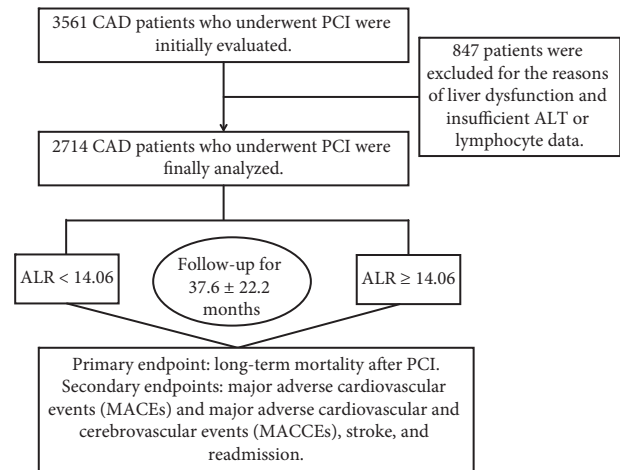 3561 CAD patients who underwent PCI were
initially evaluated.
847 patients were
excluded for the reasons
of liver dysfunction and
insufficient ALT or
lymphocyte data.
2714 CAD patients who underwent PCI were
finally analyzed.
ALR < 14.06
Follow-up for
37.6 ± 22.2
months
ALR ≥ 14.06
Primary endpoint: long-term mortality after PCI.
Secondary endpoints: major adverse cardiovascular
events (MACEs) and major adverse cardiovascular and
cerebrovascular events (MACCEs), stroke, and
readmission.